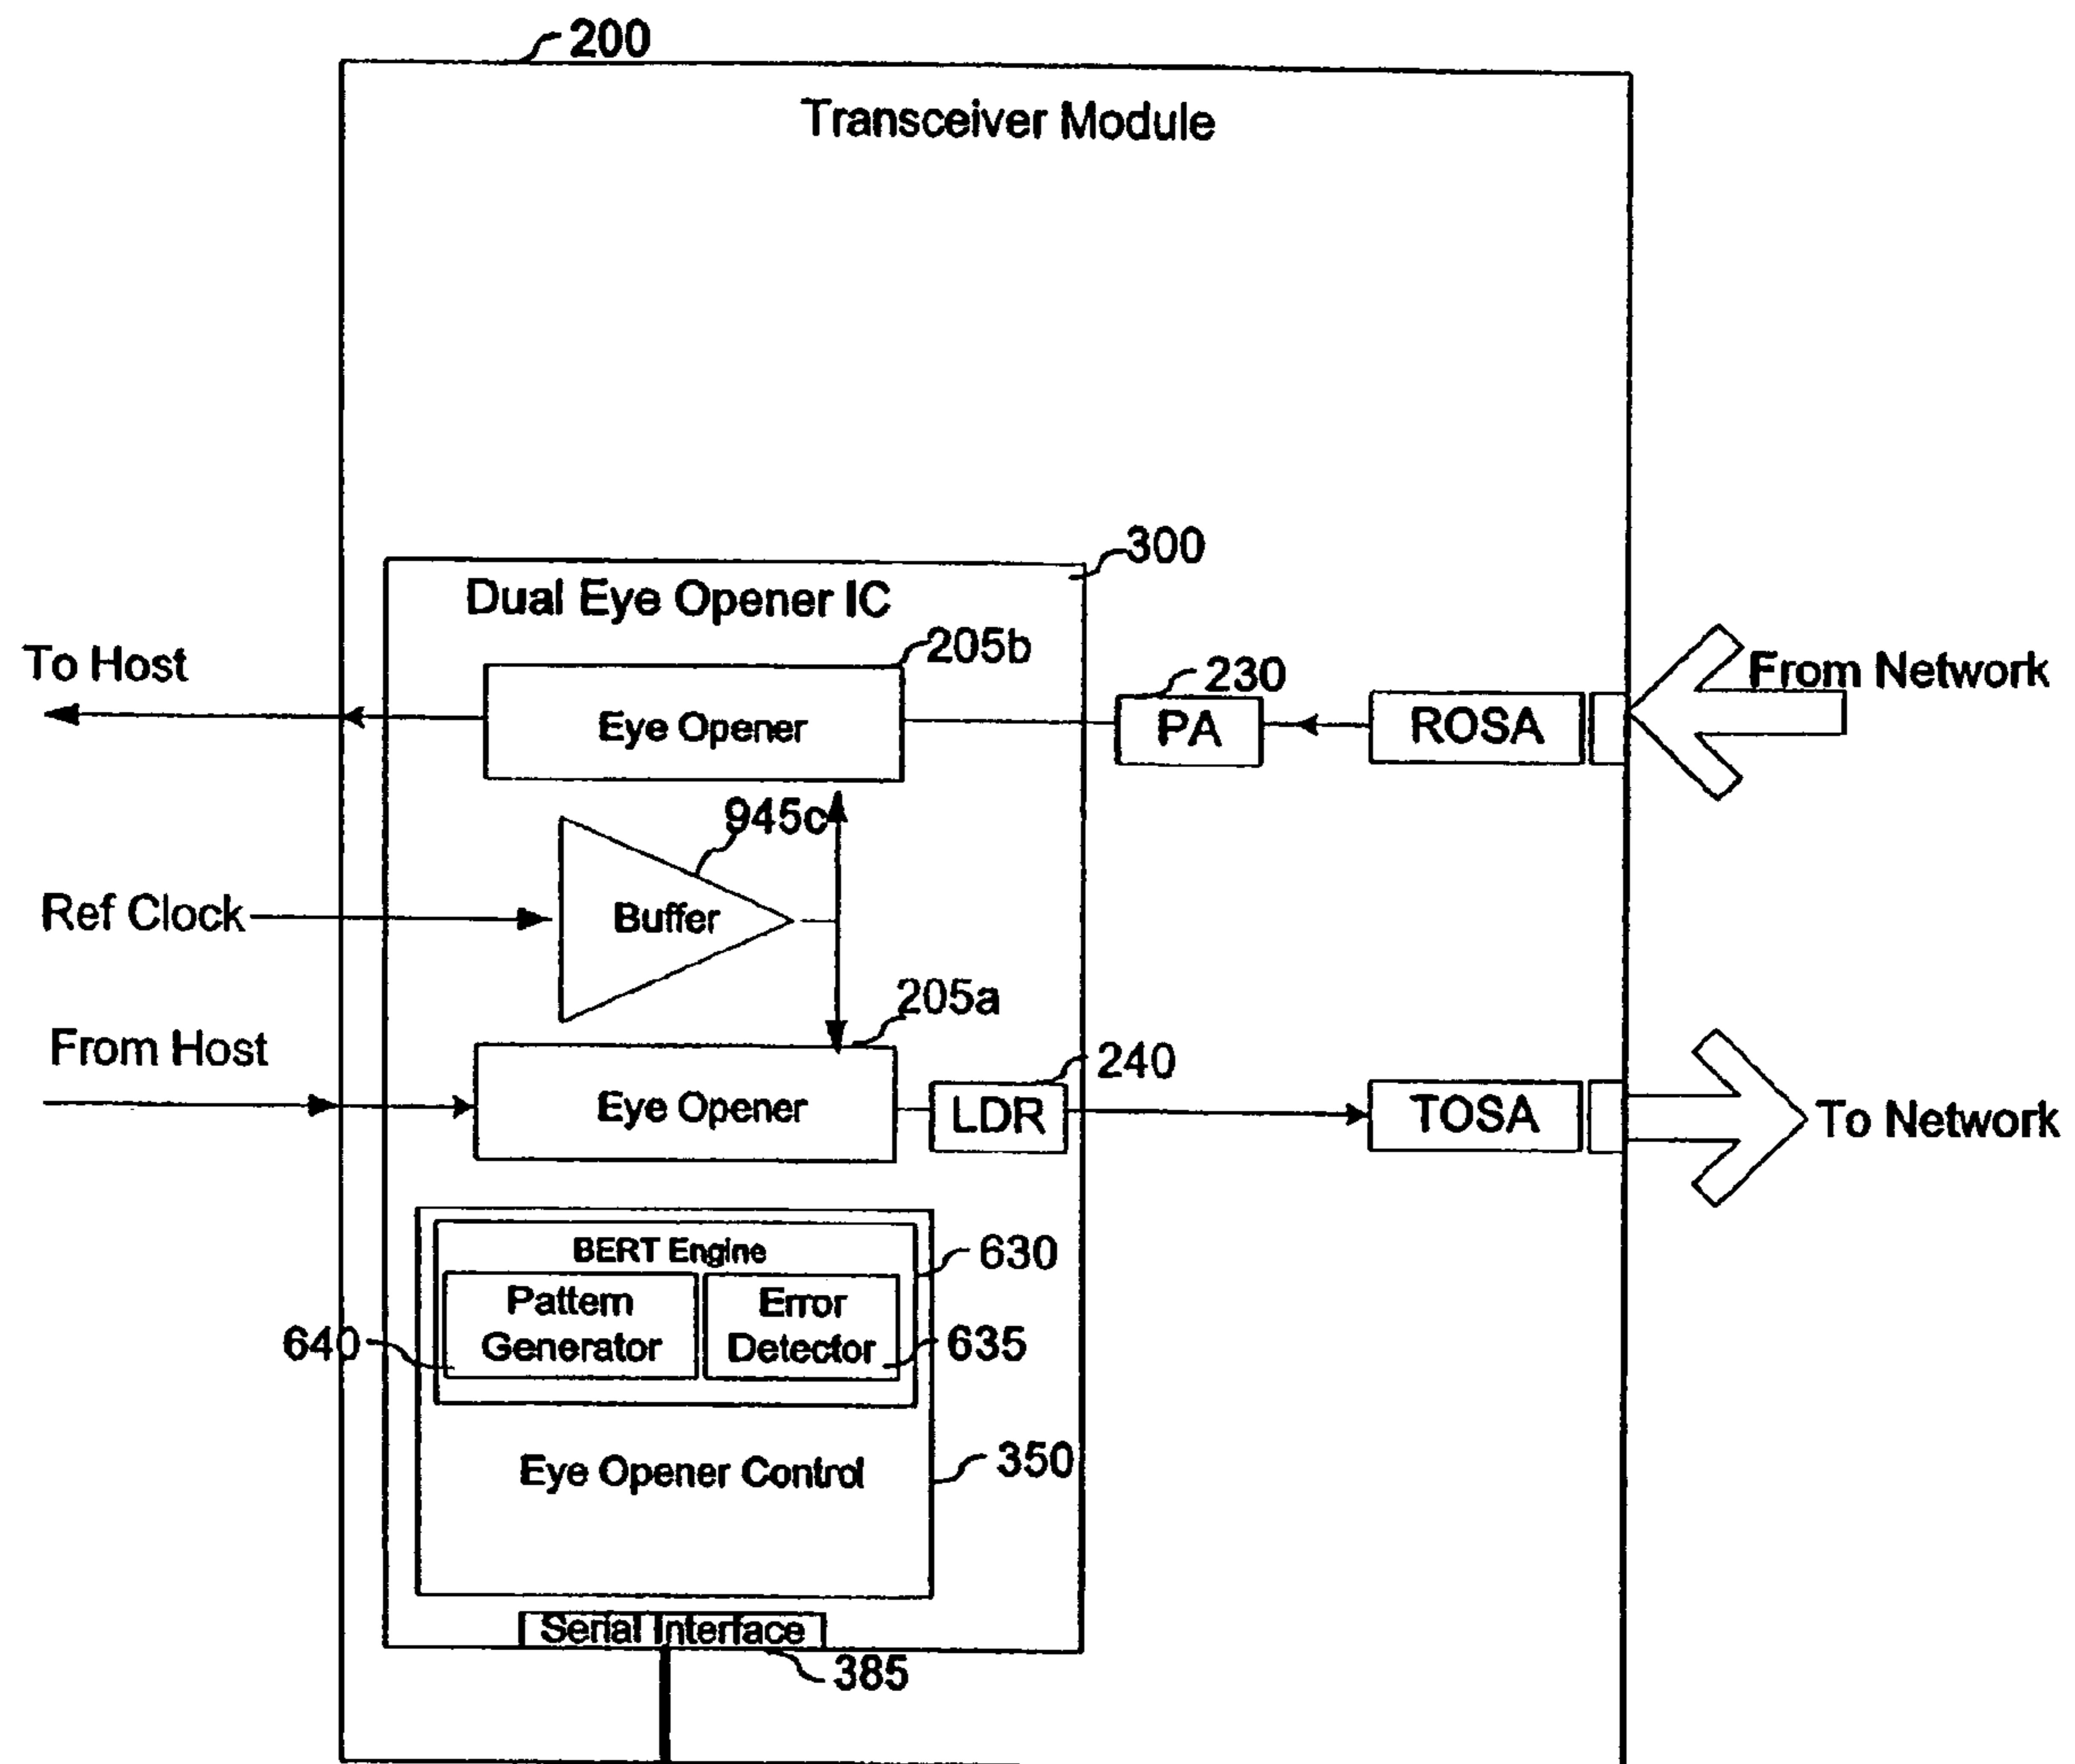 200
Transceiver Module
300
Dual Eye Opener IC
205b
To Host
230
From Network
Eye Opener
PA
ROSA
945c
Ref Clock
Buffer
205a
From Host
240
Eye Opener
LDR
TOSA
To Network
BERT Engine
630
Pattern
Generator
Error
Detector
640
635
Eye Opener Control
350
Serial Interface
385